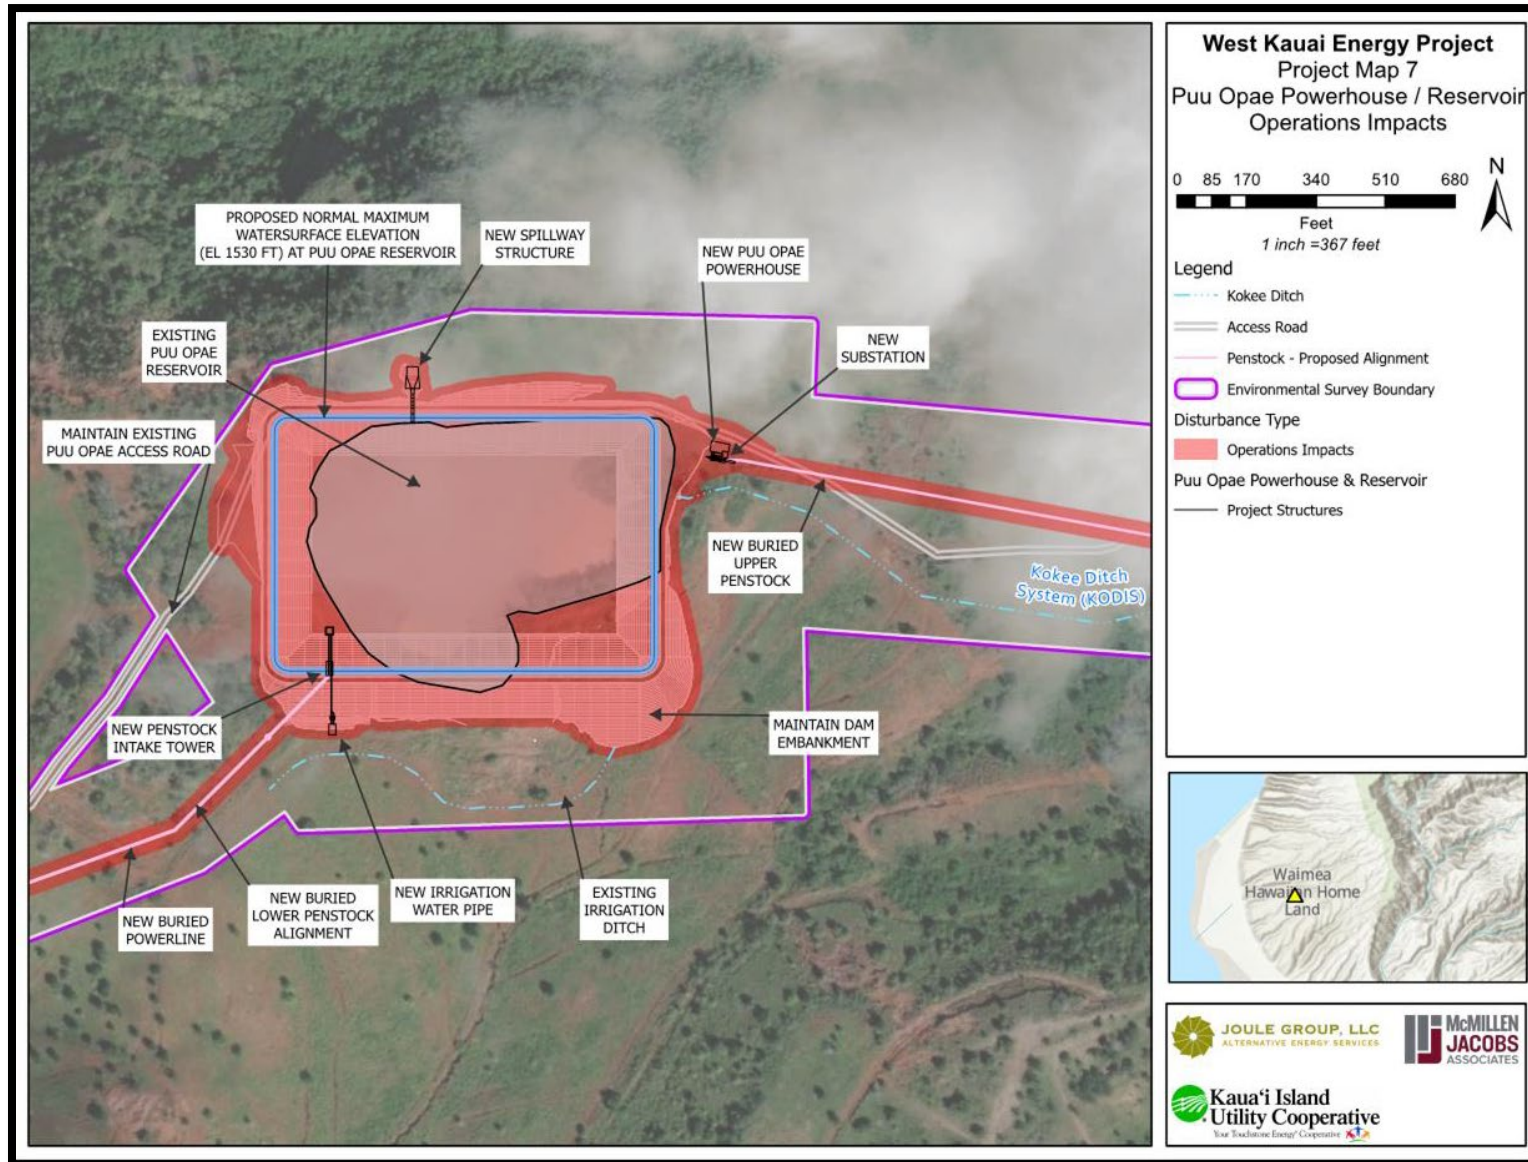 West Kauai Energy Project
Project Map 7
Puu Opae Powerhouse / Reservoir
Operations Impacts
0 85 170 340 510 680
Feet
1 inch =367 feet
N
Legend
Kokee Ditch
Access Road
Penstock - Proposed Alignment
Environmental Survey Boundary
Disturbance Type
Operations Impacts
Puu Opae Powerhouse & Reservoir
Project Structures
PROPOSED NORMAL MAXIMUM
WATERSURFACE ELEVATION
(EL 1530 FT) AT PUU OPAE RESERVOIR
NEW SPILLWAY
STRUCTURE
NEW PUU OPAE
POWERHOUSE
EXISTING
PUU OPAE
RESERVOIR
NEW
SUBSTATION
MAINTAIN EXISTING
PUU OPAE ACCESS ROAD
NEW BURIED
UPPER
PENSTOCK
Kokee Ditch
System (KODIS)
NEW PENSTOCK
INTAKE TOWER
MAINTAIN DAM
EMBANKMENT
NEW BURIED
POWERLINE
NEW BURIED
LOWER PENSTOCK
ALIGNMENT
NEW IRRIGATION
WATER PIPE
EXISTING
IRRIGATION
DITCH
Waimea
Hawaiian Home
Land
JOULE GROUP, LLC
ALTERNATIVE ENERGY SERVICES
McMILLEN
JACOBS
ASSOCIATES
Kauaʻi Island
Utility Cooperative
Your Touchstone Energy® Cooperative